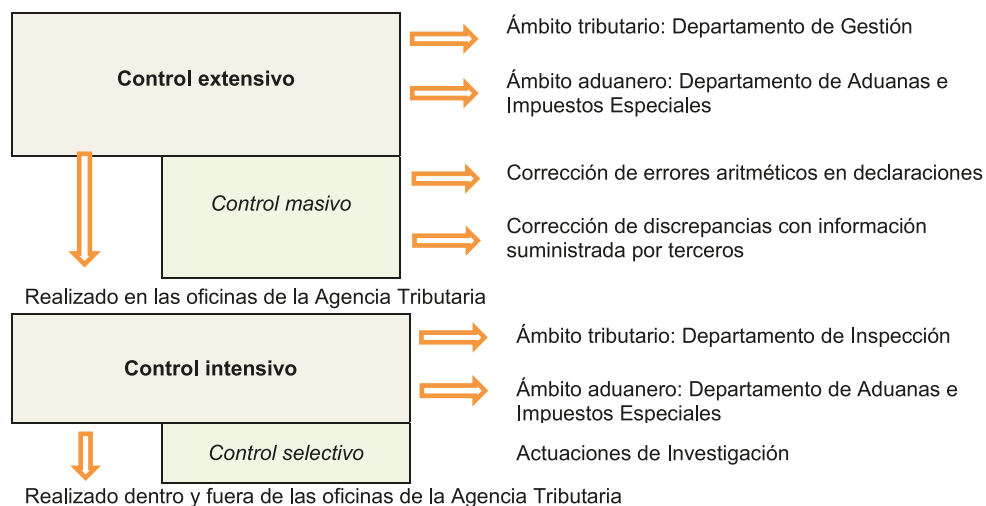 Control extensivo
Ámbito tributario: Departamento de Gestión
Ámbito aduanero: Departamento de Aduanas e
Impuestos Especiales
Control masivo
Corrección de errores aritméticos en declaraciones
Corrección de discrepancias con información
suministrada por terceros
Realizado en las oficinas de la Agencia Tributaria
Control intensivo
Ámbito tributario: Departamento de Inspección
Ámbito aduanero: Departamento de Aduanas e
Impuestos Especiales
Control selectivo
Actuaciones de Investigación
Realizado dentro y fuera de las oficinas de la Agencia Tributaria